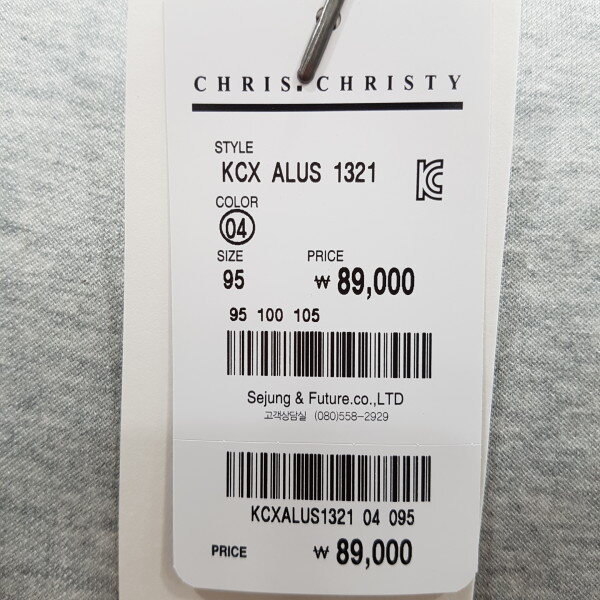 CHRIS.CHRISTY
STYLE
KCX ALUS 1321
KC
COLOR
04
SIZE PRICE
95 ₩ 89,000
95 100 105
Sejung & Future.co.,LTD
고객상담실 (080)558-2929
KCXALUS1321 04 095
PRICE ₩ 89,000